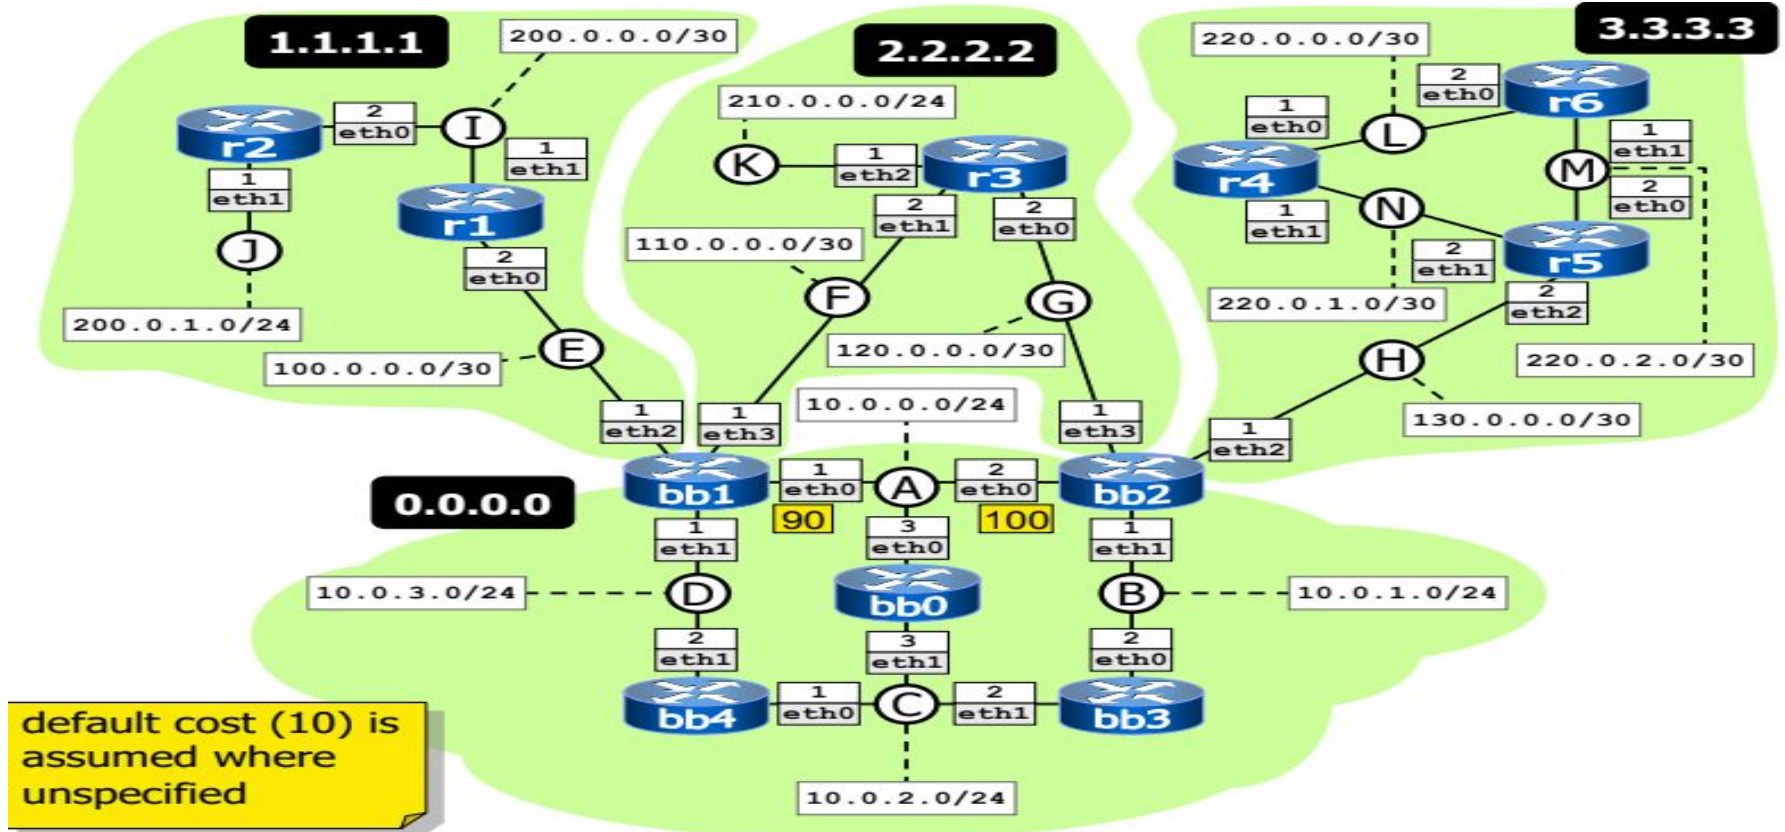 1.1.1.1
200.0.0.0/30
2.2.2.2
220.0.0.0/30
3.3.3.3
r2
2
eth0
I
1
eth1
1
eth1
r1
J
2
eth0
200.0.1.0/24
100.0.0.0/30
E
1
eth2
210.0.0.0/24
K
1
eth2
r3
2
eth1
2
eth0
110.0.0.0/30
F
G
120.0.0.0/30
1
eth3
1
eth3
2
eth0
r6
1
eth0
L
r4
1
eth1
M
2
eth0
1
eth1
N
2
eth1
r5
220.0.1.0/30
2
eth2
H
220.0.2.0/30
130.0.0.0/30
1
eth2
10.0.0.0/24
0.0.0.0
bb1
1
eth0
A
2
eth0
bb2
90
100
1
eth1
3
eth0
1
eth1
10.0.3.0/24
D
bb0
B
10.0.1.0/24
2
eth1
3
eth1
2
eth0
bb4
1
eth0
C
2
eth1
bb3
10.0.2.0/24
default cost (10) is
assumed where
unspecified